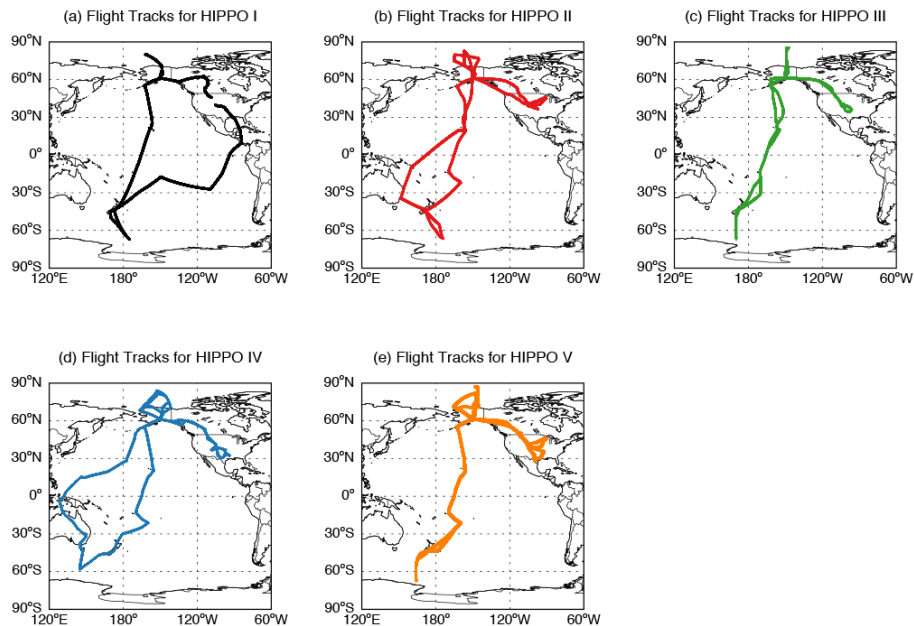 (a) Flight Tracks for HIPPO I
(b) Flight Tracks for HIPPO II
(c) Flight Tracks for HIPPO III
90°N
60°N
30°N
0°
30°S
60°S
90°S
120°E 180°W 120°W 60°W
90°N
60°N
30°N
0°
30°S
60°S
90°S
120°E 180°W 120°W 60°W
90°N
60°N
30°N
0°
30°S
60°S
90°S
120°E 180°W 120°W 60°W
(d) Flight Tracks for HIPPO IV
(e) Flight Tracks for HIPPO V
90°N
60°N
30°N
0°
30°S
60°S
90°S
120°E 180°W 120°W 60°W
90°N
60°N
30°N
0°
30°S
60°S
90°S
120°E 180°W 120°W 60°W